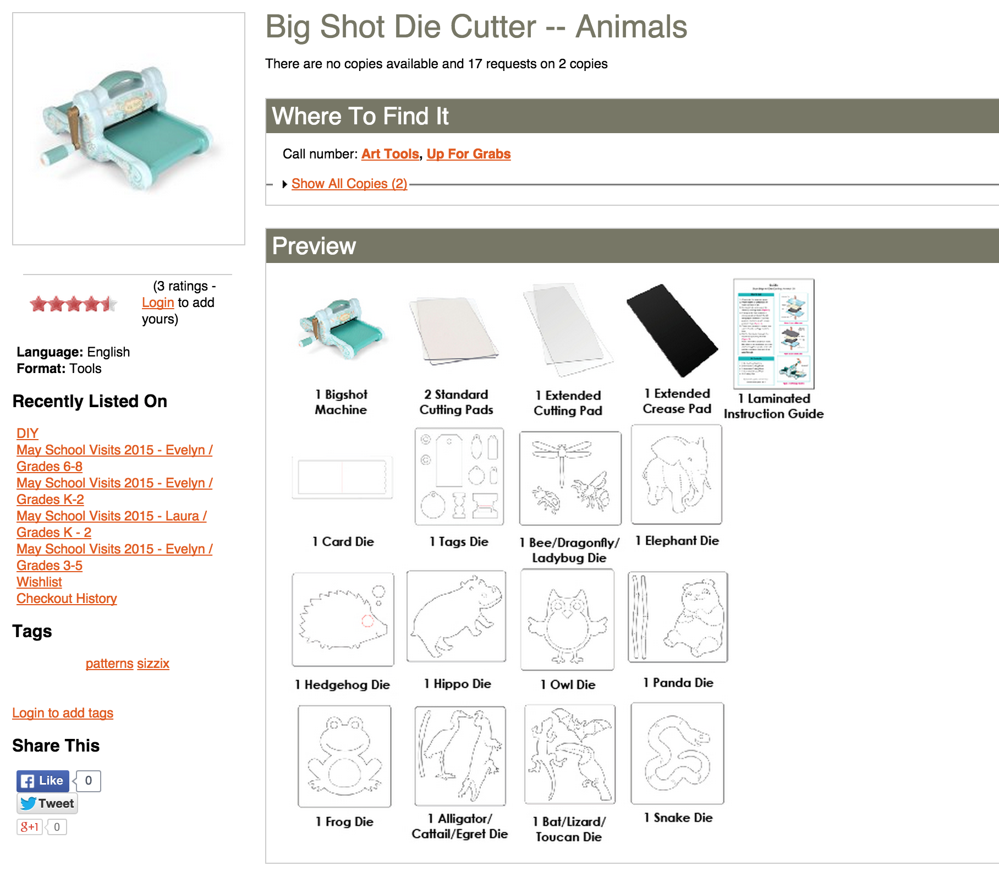 Big Shot Die Cutter -- Animals
There are no copies available and 17 requests on 2 copies
Where To Find It
Call number: Art Tools, Up For Grabs
Show All Copies (2)
Preview
1 Bigshot
Machine
2 Standard
Cutting Pads
1 Extended
Cutting Pad
1 Extended
Crease Pad
1 Laminated
Instruction Guide
1 Card Die
1 Tags Die
1 Bee/Dragonfly/
Ladybug Die
1 Elephant Die
1 Hedgehog Die
1 Hippo Die
1 Owl Die
1 Panda Die
1 Frog Die
1 Alligator/
Cattail/Egret Die
1 Bat/Lizard/
Toucan Die
1 Snake Die
(3 ratings -
Login to add
yours)
Language: English
Format: Tools
Recently Listed On
DIY
May School Visits 2015 - Evelyn /
Grades 6-8
May School Visits 2015 - Evelyn /
Grades K-2
May School Visits 2015 - Laura /
Grades K - 2
May School Visits 2015 - Evelyn /
Grades 3-5
Wishlist
Checkout History
Tags
patterns sizzix
Login to add tags
Share This
Like 0
Tweet
g+1 0